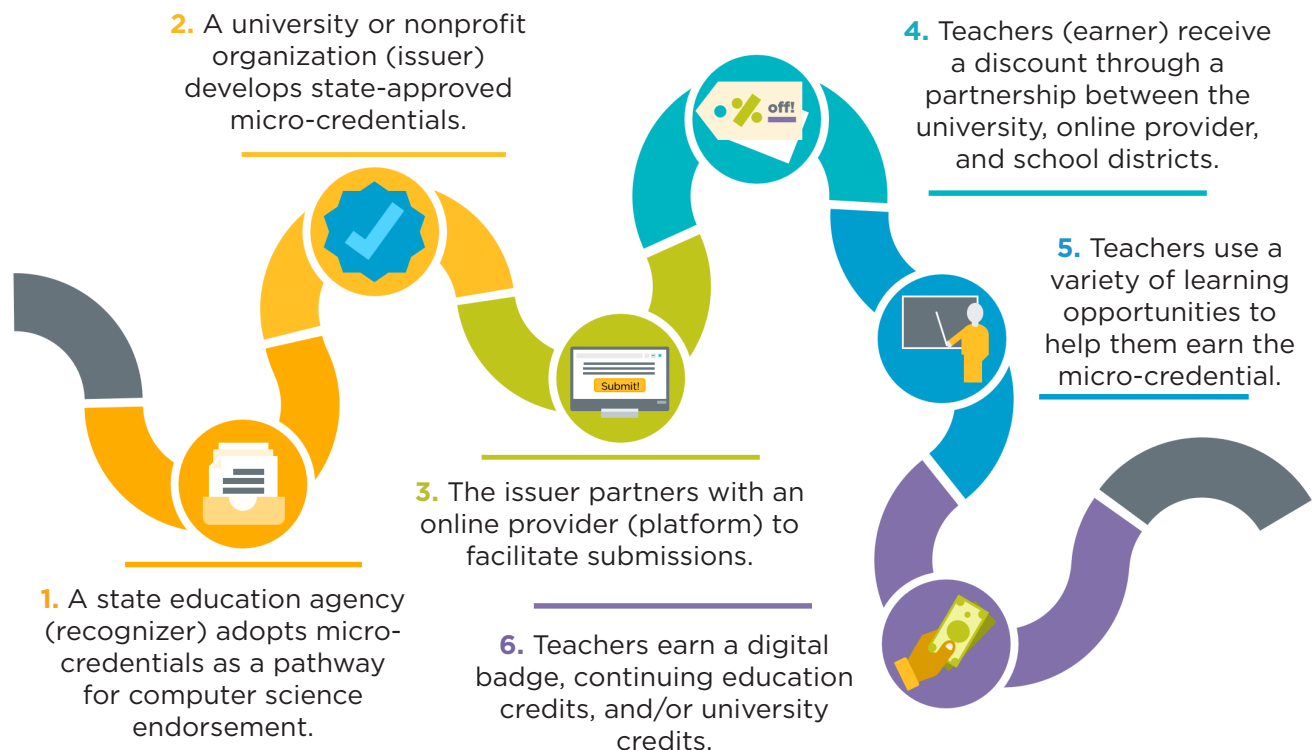 1. A state education agency
(recognizer) adopts micro-
credentials as a pathway
for computer science
endorsement.
2. A university or nonprofit
organization (issuer)
develops state-approved
micro-credentials.
Submit!
3. The issuer partners with an
online provider (platform) to
facilitate submissions.
% off!
4. Teachers (earner) receive
a discount through a
partnership between the
university, online provider,
and school districts.
5. Teachers use a
variety of learning
opportunities to
help them earn the
micro-credential.
6. Teachers earn a digital
badge, continuing education
credits, and/or university
credits.